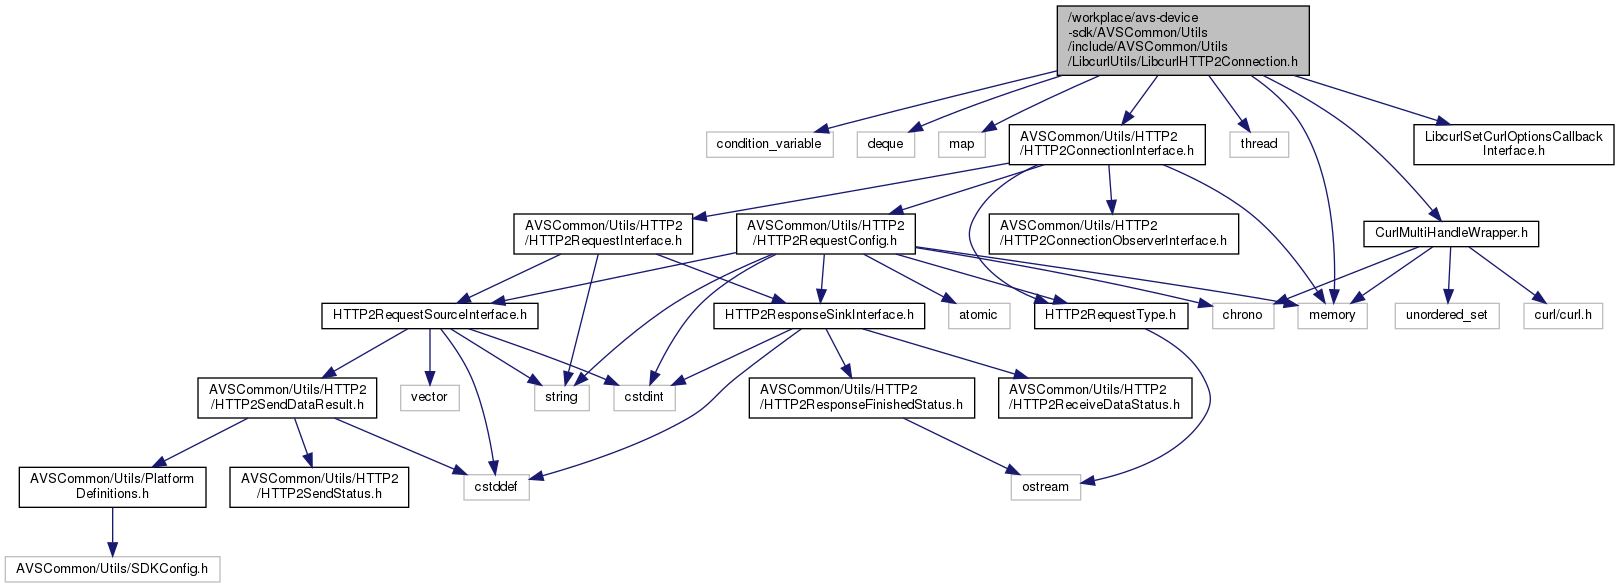 /workplace/avs-device
-sdk/AVSCommon/Utils
/include/AVSCommon/Utils
/LibcurlUtils/LibcurlHTTP2Connection.h
condition_variable
deque
map
AVSCommon/Utils/HTTP2
/HTTP2ConnectionInterface.h
thread
LibcurlSetCurlOptionsCallback
Interface.h
AVSCommon/Utils/HTTP2
/HTTP2RequestInterface.h
AVSCommon/Utils/HTTP2
/HTTP2RequestConfig.h
AVSCommon/Utils/HTTP2
/HTTP2ConnectionObserverInterface.h
CurlMultiHandleWrapper.h
HTTP2RequestSourceInterface.h
HTTP2ResponseSinkInterface.h
atomic
HTTP2RequestType.h
chrono
memory
unordered_set
curl/curl.h
AVSCommon/Utils/HTTP2
/HTTP2SendDataResult.h
vector
string
cstdint
AVSCommon/Utils/HTTP2
/HTTP2ResponseFinishedStatus.h
AVSCommon/Utils/HTTP2
/HTTP2ReceiveDataStatus.h
AVSCommon/Utils/Platform
Definitions.h
AVSCommon/Utils/HTTP2
/HTTP2SendStatus.h
cstddef
ostream
AVSCommon/Utils/SDKConfig.h